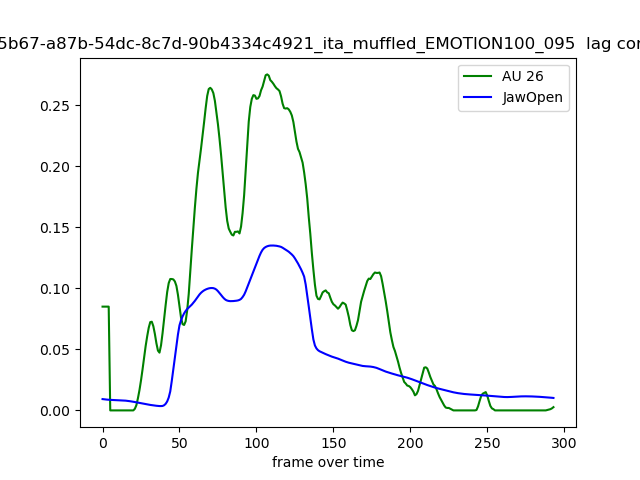 5b67-a87b-54dc-8c7d-90b4334c4921_ita_muffled_EMOTION100_095 lag cor
AU 26
JawOpen
0.25
0.20
0.15
0.10
0.05
0.00
0 50 100 150 200 250 300
frame over time